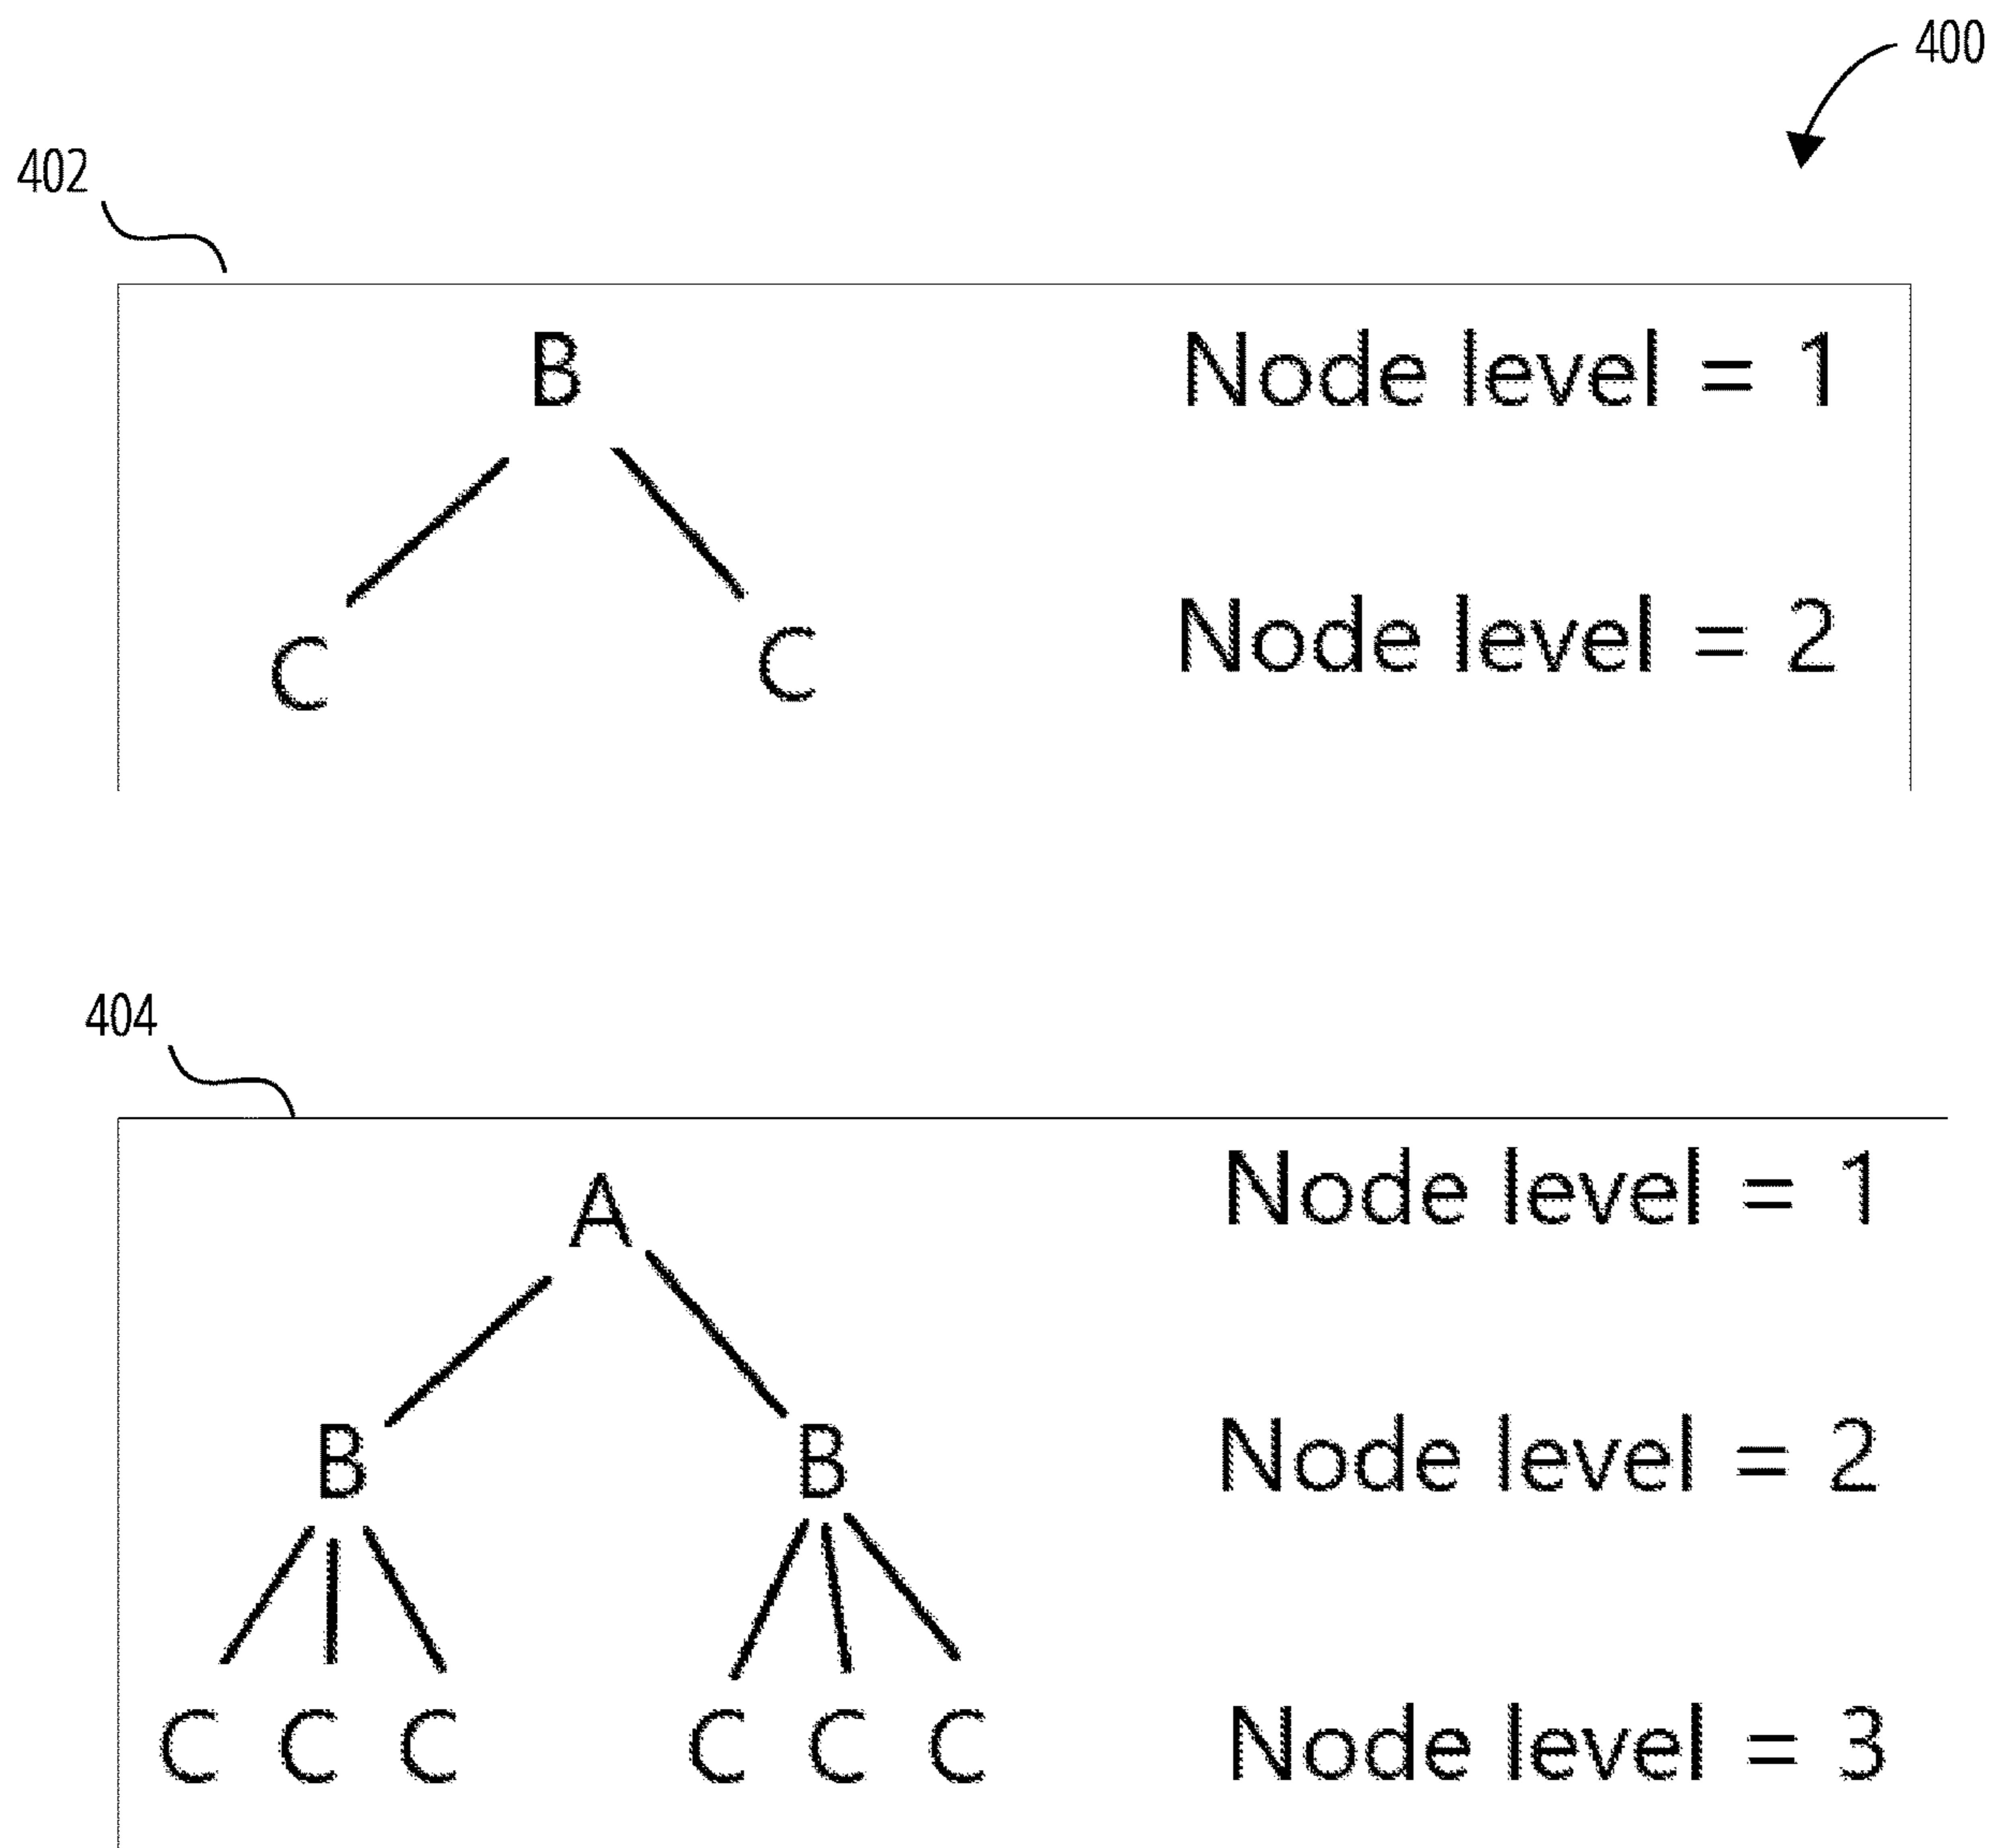 400
402
B Node level = 1
C C Node level = 2
404
A Node level = 1
B B Node level = 2
C C C C C C Node level = 3